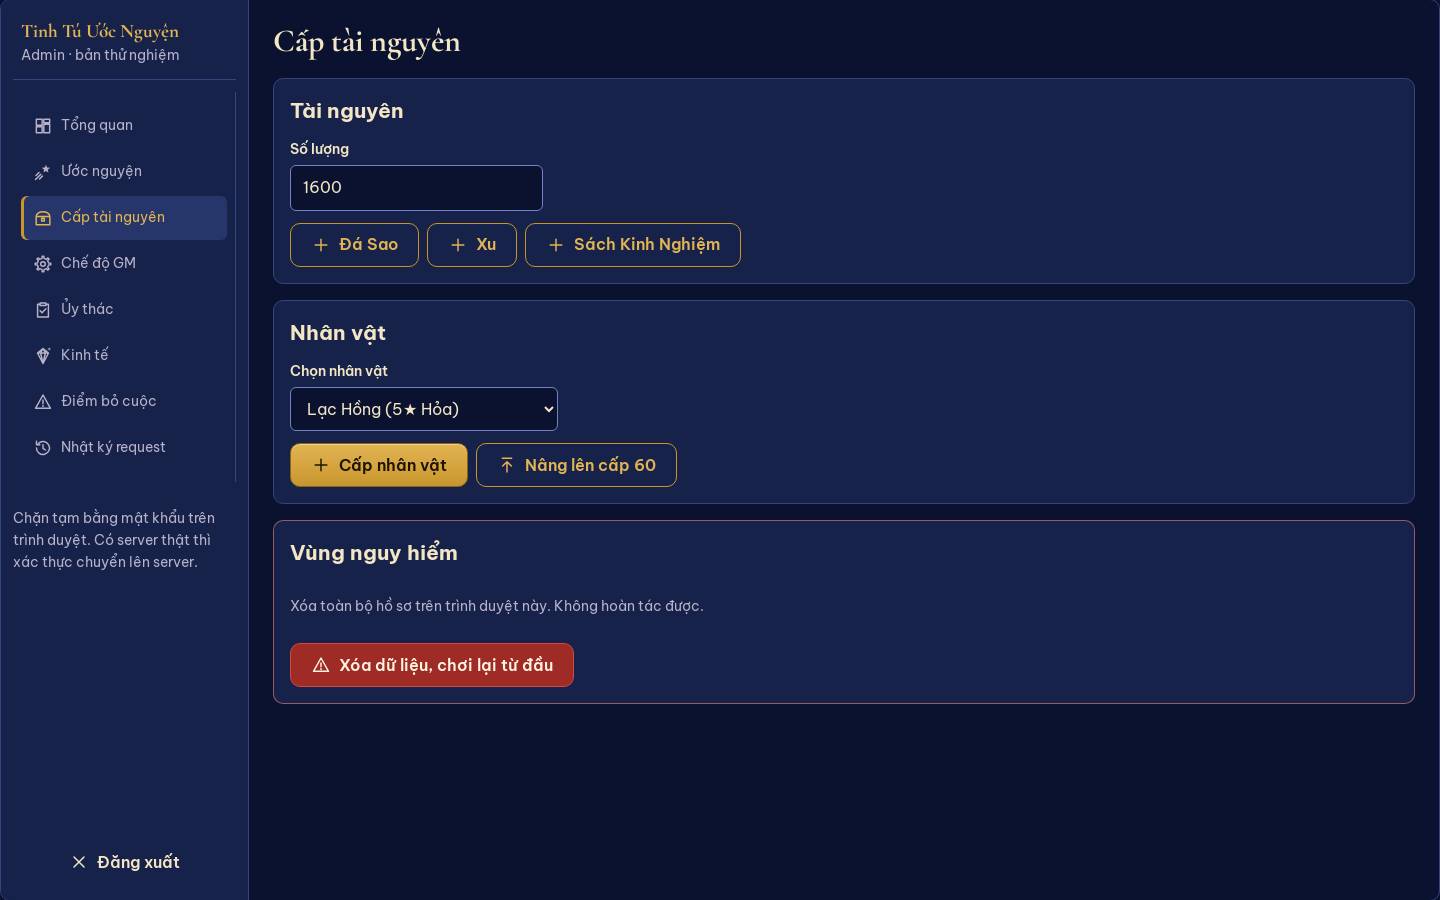 Tinh Tú Ước Nguyện
Admin · bản thử nghiệm
Tổng quan
Ước nguyện
Cấp tài nguyên
Chế độ GM
Ủy thác
Kinh tế
Điểm bỏ cuộc
Nhật ký request
Chặn tạm bằng mật khẩu trên
trình duyệt. Có server thật thì
xác thực chuyển lên server.
Đăng xuất
Cấp tài nguyên
Tài nguyên
Số lượng
1600
Đá Sao
Xu
Sách Kinh Nghiệm
Nhân vật
Chọn nhân vật
Lạc Hồng (5★ Hỏa)
Cấp nhân vật
Nâng lên cấp 60
Vùng nguy hiểm
Xóa toàn bộ hồ sơ trên trình duyệt này. Không hoàn tác được.
Xóa dữ liệu, chơi lại từ đầu